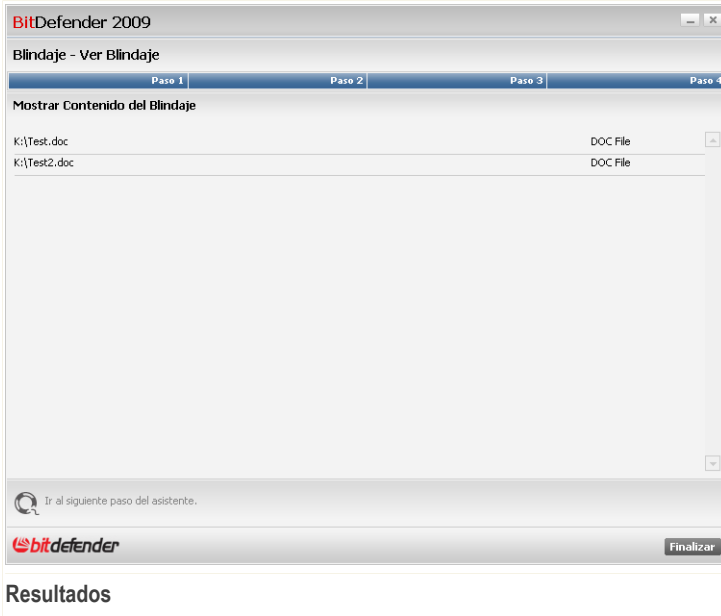 BitDefender 2009
Blindaje - Ver Blindaje
Paso 1 Paso 2 Paso 3 Paso 4
Mostrar Contenido del Blindaje
K:\Test.doc DOC File
K:\Test2.doc DOC File
Ir al siguiente paso del asistente.
bitdefender Finalizar
Resultados